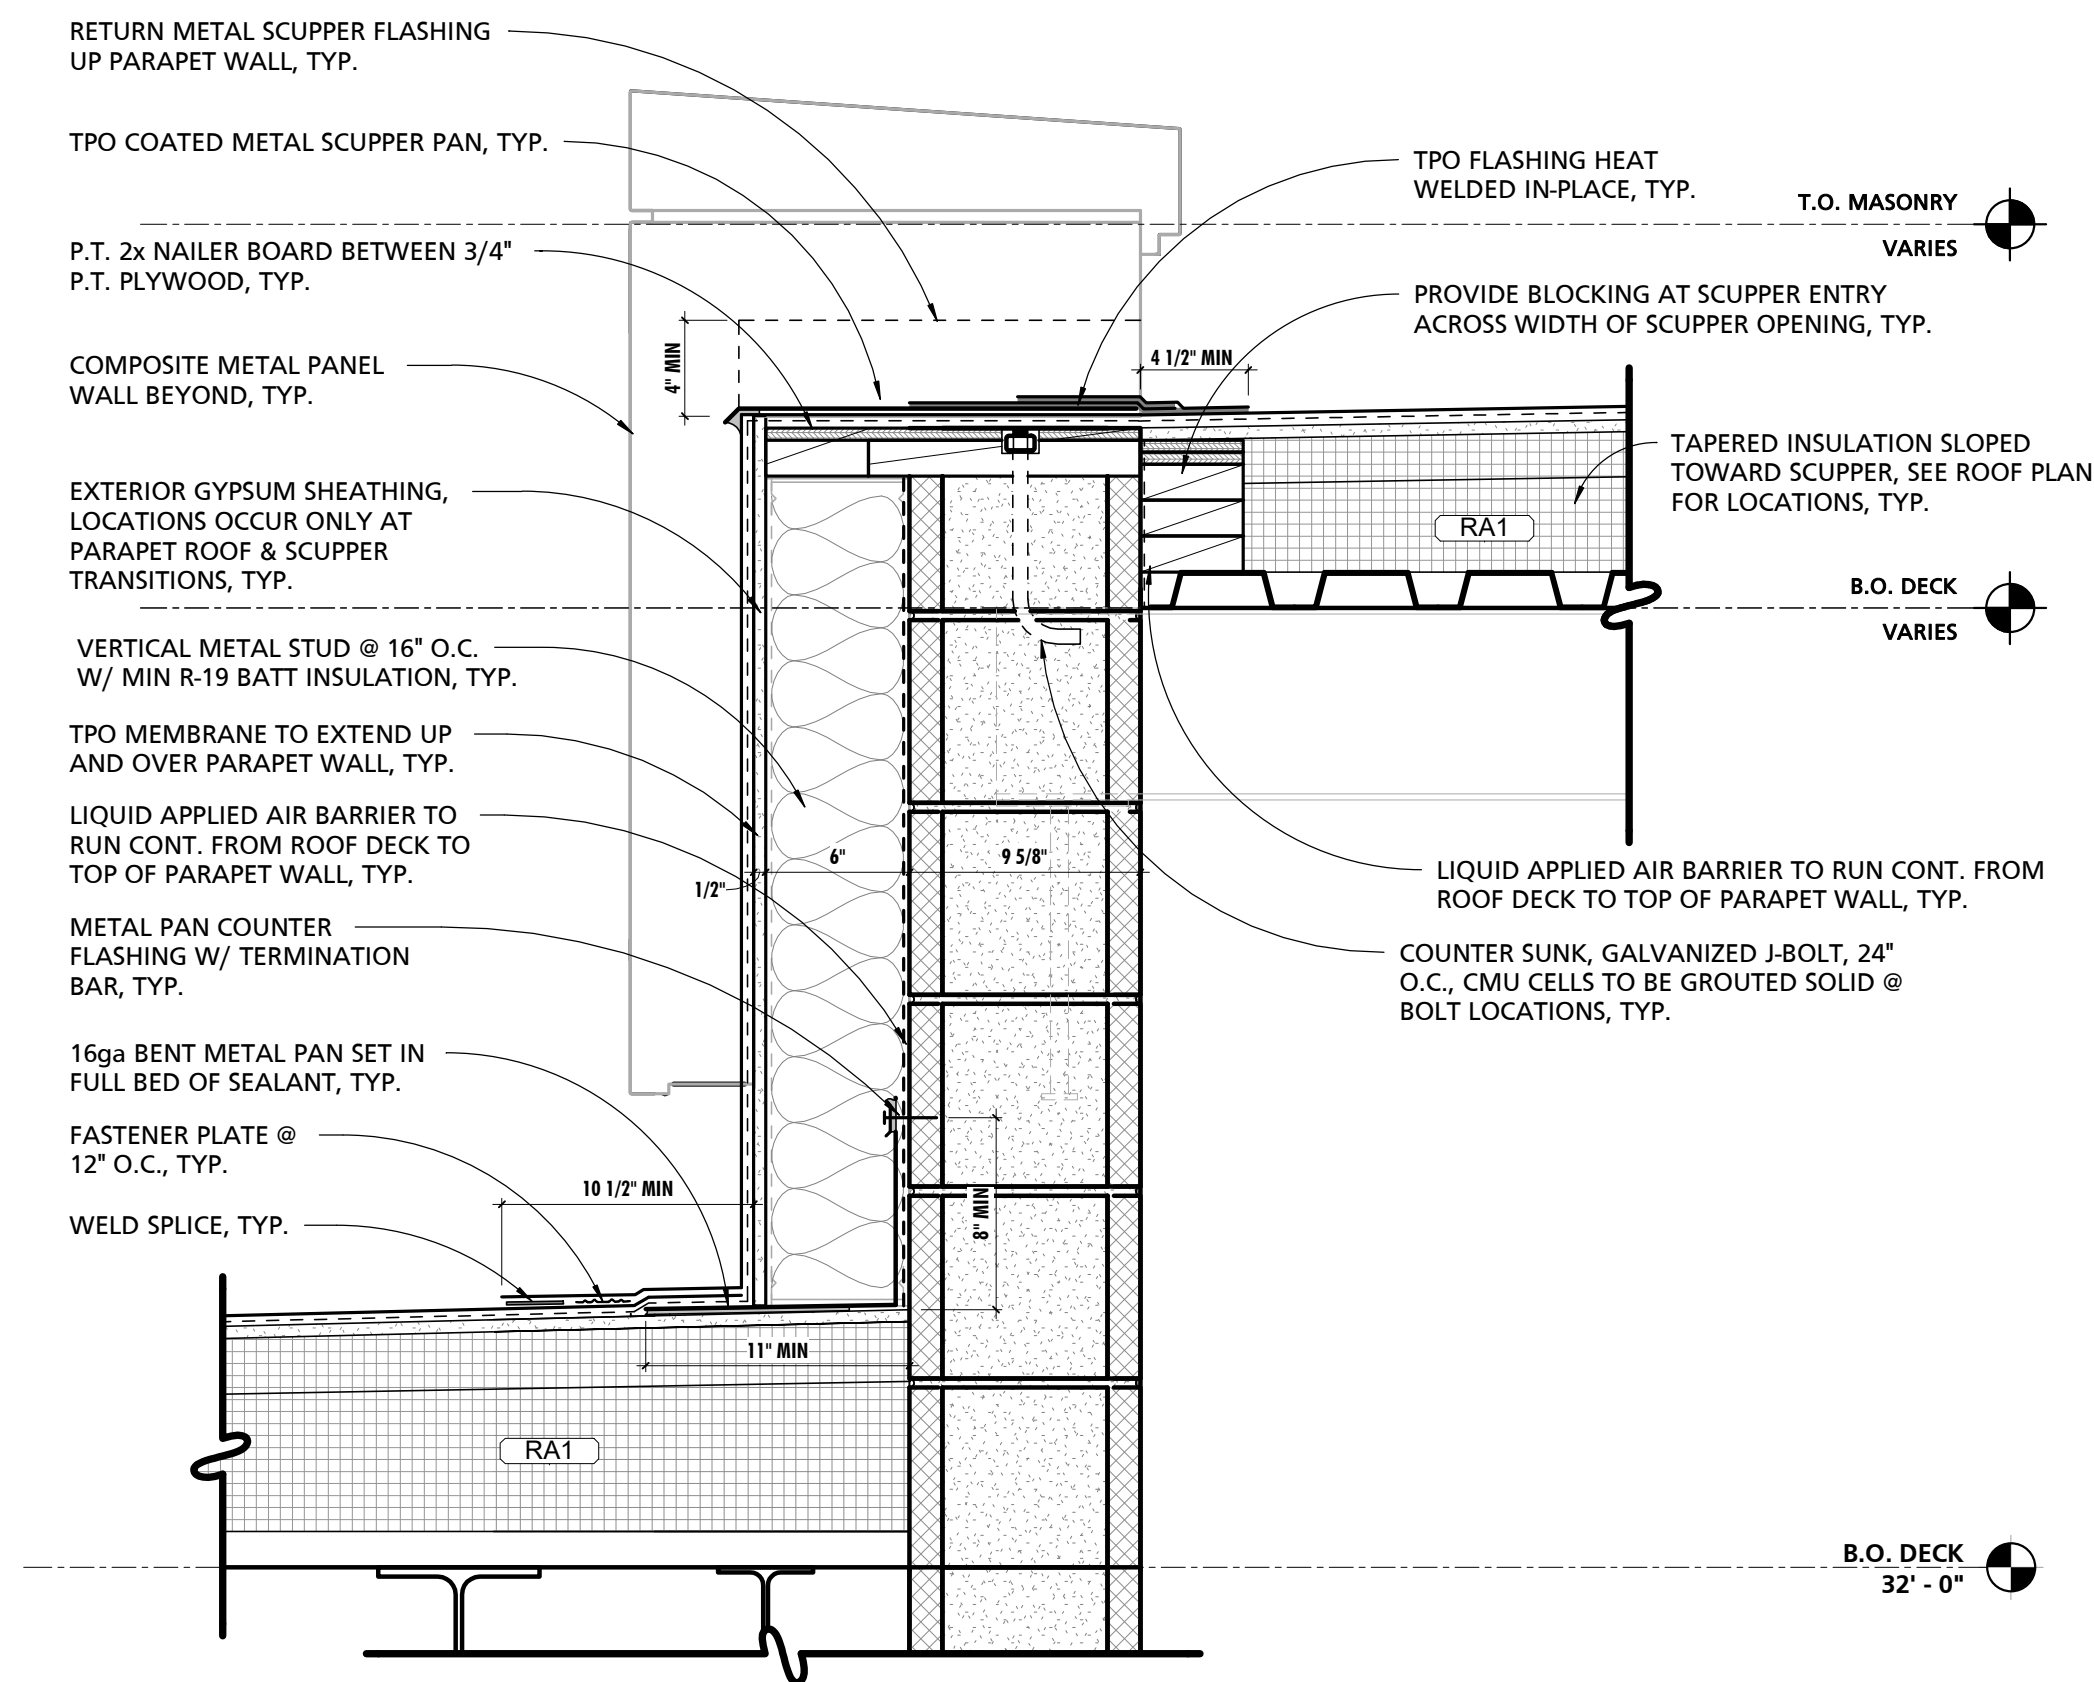 RETURN METAL SCUPPER FLASHING
UP PARAPET WALL, TYP.
TPO COATED METAL SCUPPER PAN, TYP.
P.T. 2x NAILER BOARD BETWEEN 3/4"
P.T. PLYWOOD, TYP.
COMPOSITE METAL PANEL
WALL BEYOND, TYP.
EXTERIOR GYPSUM SHEATHING,
LOCATIONS OCCUR ONLY AT
PARAPET ROOF & SCUPPER
TRANSITIONS, TYP.
VERTICAL METAL STUD @ 16" O.C.
W/ MIN R-19 BATT INSULATION, TYP.
TPO MEMBRANE TO EXTEND UP
AND OVER PARAPET WALL, TYP.
LIQUID APPLIED AIR BARRIER TO
RUN CONT. FROM ROOF DECK TO
TOP OF PARAPET WALL, TYP.
METAL PAN COUNTER
FLASHING W/ TERMINATION
BAR, TYP.
16ga BENT METAL PAN SET IN
FULL BED OF SEALANT, TYP.
FASTENER PLATE @
12" O.C., TYP.
WELD SPLICE, TYP.
4" MIN
4 1/2" MIN
6"
9 5/8"
1/2"
10 1/2" MIN
8" MIN
11" MIN
RA1
TPO FLASHING HEAT
WELDED IN-PLACE, TYP.
T.O. MASONRY
VARIES
PROVIDE BLOCKING AT SCUPPER ENTRY
ACROSS WIDTH OF SCUPPER OPENING, TYP.
TAPERED INSULATION SLOPED
TOWARD SCUPPER, SEE ROOF PLAN
FOR LOCATIONS, TYP.
RA1
B.O. DECK
VARIES
LIQUID APPLIED AIR BARRIER TO RUN CONT. FROM
ROOF DECK TO TOP OF PARAPET WALL, TYP.
COUNTER SUNK, GALVANIZED J-BOLT, 24"
O.C., CMU CELLS TO BE GROUTED SOLID @
BOLT LOCATIONS, TYP.
B.O. DECK
32' - 0"